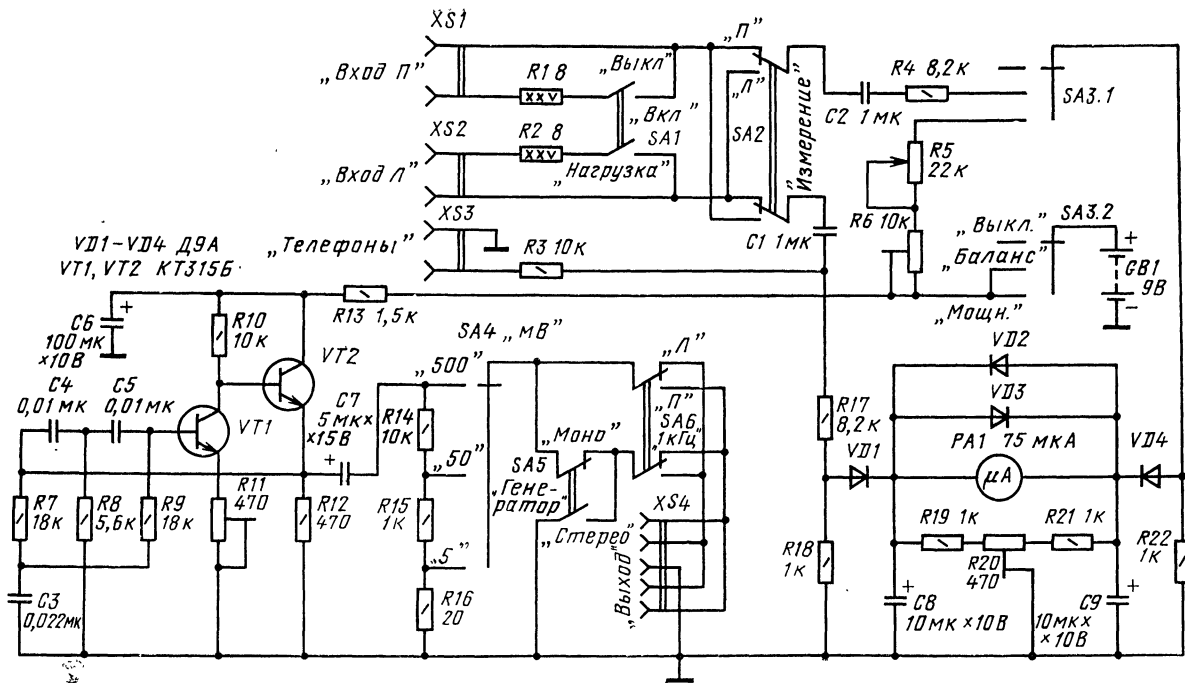 XS1
„Вход П"
R1 8
„Выкл"
„П"
„Л"
R4 8,2к
C2 1мк
SA3.1
XS2
R2 8
„Вкл"
SA1
SA2
„Измерение"
„Вход Л"
„Нагрузка"
R5
22к
XS3
„Телефоны"
R3 10к
C1 1мк
R6 10к
„Выкл."
SA3.2
„Баланс"
„Мощн."
+
GB1
9В
−
VD1-VD4 Д9А
VT1, VT2 КТ315Б
+
C6
100мк
×10В
R10
10к
R13 1,5к
VT2
SA4 „мВ"
C4
0,01мк
C5
0,01мк
VT1
C7
5мк×
×15В
+
„500"
R14
10к
„50"
R15
1к
„5"
R16
20
„Л"
„П"
SA6
„1кГц"
„Моно"
SA5
„Гене-
ратор"
„Стерео"
XS4
„Выход"
R7
18к
R8
5,6к
R9
18к
R11
470
R12
470
C3
0,022мк
R17
8,2к
VD1
R18
1к
VD2
VD3
PA1 75 мкА
μA
VD4
R19 1к
R20
470
R21 1к
R22
1к
+
C8
10мк×10В
10мк×
×10В
C9
+